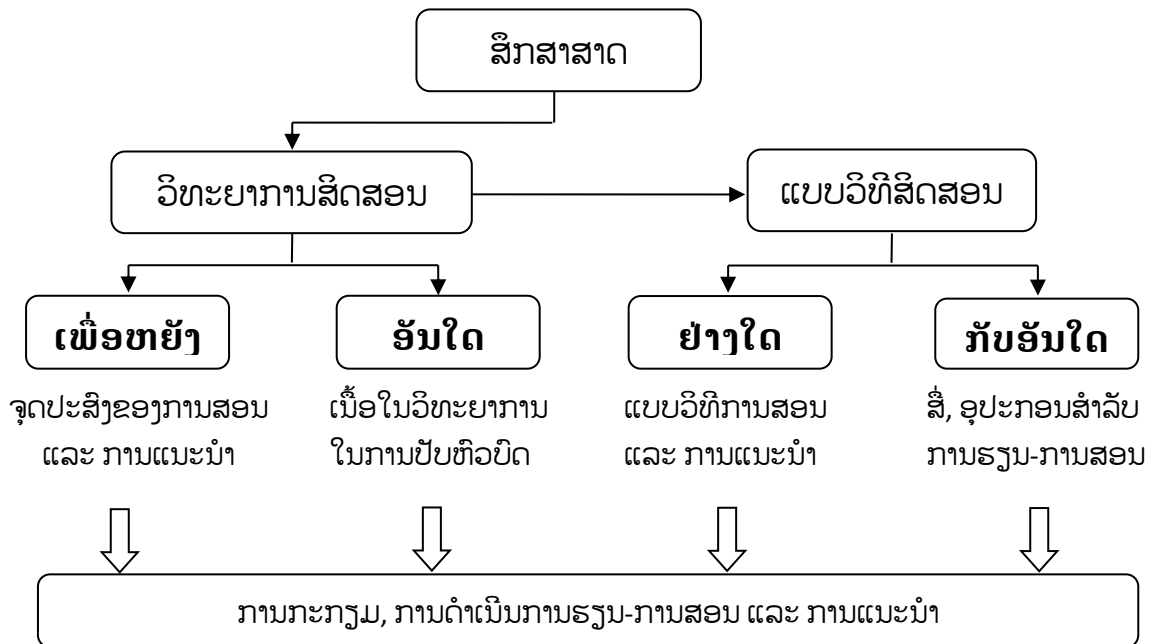 ສຶກສາສາດ
ວິທະຍາການສິດສອນ
ແບບວິທີສິດສອນ
ເພື່ອຫຍັງ
ອັນໃດ
ຢ່າງໃດ
ກັບອັນໃດ
ຈຸດປະສົງຂອງການສອນ
ແລະ ການແນະນຳ
ເນື້ອໃນວິທະຍາການ
ໃນການປັບຫົວບົດ
ແບບວິທີການສອນ
ແລະ ການແນະນຳ
ສື່, ອຸປະກອນສຳລັບ
ການຮຽນ-ການສອນ
ການກະກຽມ, ການດຳເນີນການຮຽນ-ການສອນ ແລະ ການແນະນຳ